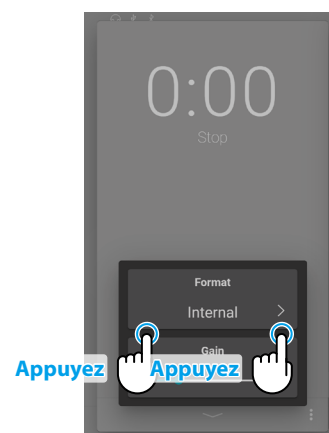 0:00
Stop
Format
Internal
Gain
Appuyez Appuyez